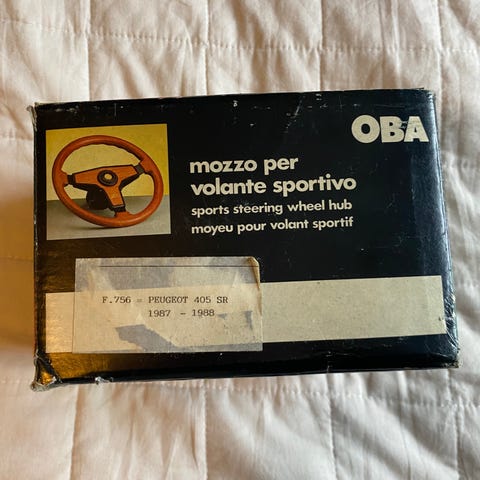 OBA
mozzo per
volante sportivo
sports steering wheel hub
moyeu pour volant sportif
F.756 = PEUGEOT 405 SR
1987 - 1988